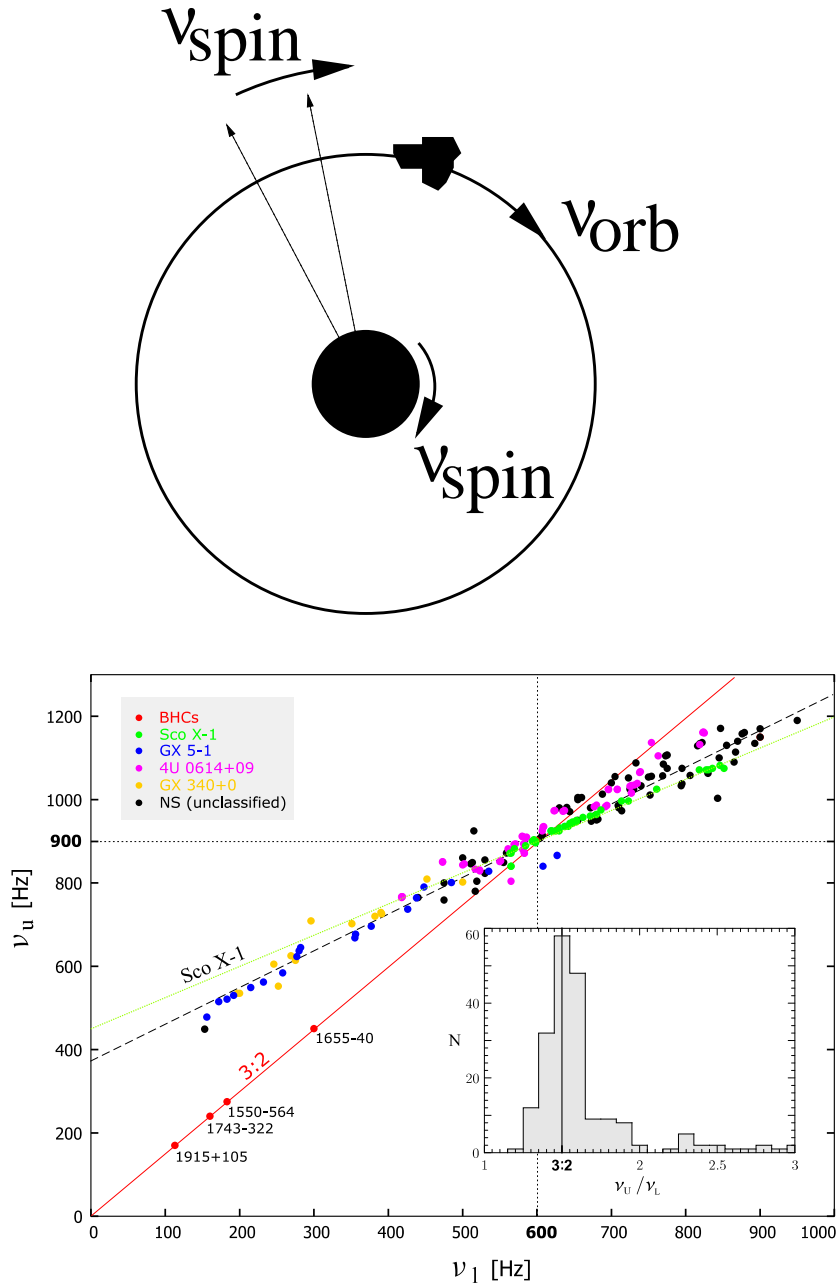 νspin
νorb
νspin
BHCs
Sco X-1
GX 5-1
4U 0614+09
GX 340+0
NS (unclassified)
1200
1000
900
800
600
400
200
0
νu [Hz]
Sco X-1
3:2
1655-40
1550-564
1743-322
1915+105
60
40
20
0
N
1
3:2
2
2.5
3
νU/νL
0
100
200
300
400
500
600
700
800
900
1000
νl [Hz]